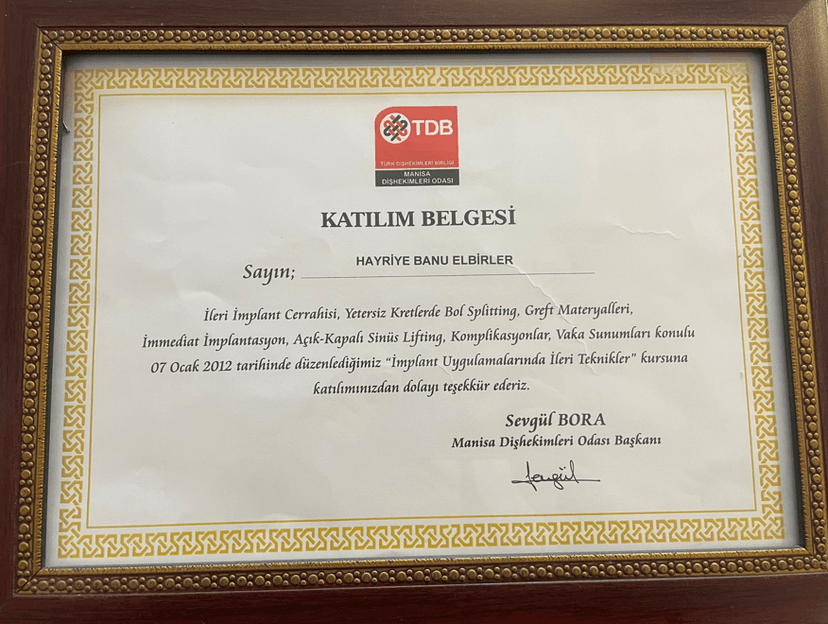 TDB
TÜRK DİŞHEKİMLERİ BİRLİĞİ
MANİSA
DİŞHEKİMLERİ ODASI
KATILIM BELGESİ
HAYRİYE BANU ELBİRLER
Sayın;
İleri İmplant Cerrahisi, Yetersiz Kretlerde Bol Splitting, Greft Materyalleri,
İmmediat İmplantasyon, Açık-Kapalı Sinüs Lifting, Komplikasyonlar, Vaka Sunumları konulu
07 Ocak 2012 tarihinde düzenlediğimiz “İmplant Uygulamalarında İleri Teknikler” kursuna
katılımınızdan dolayı teşekkür ederiz.
Sevgül BORA
Manisa Dişhekimleri Odası Başkanı
Sevgül